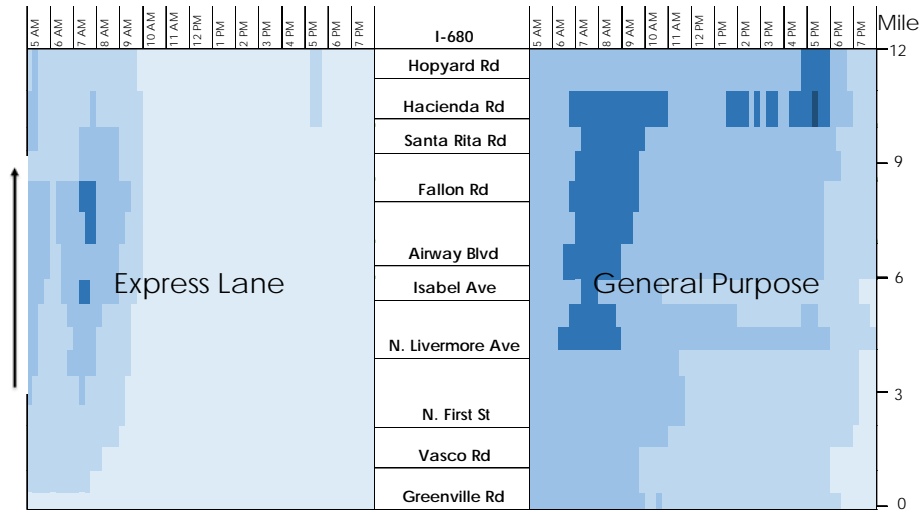 5 AM 6 AM 7 AM 8 AM 9 AM 10 AM 11 AM 12 PM 1 PM 2 PM 3 PM 4 PM 5 PM 6 PM 7 PM
I-680
5 AM 6 AM 7 AM 8 AM 9 AM 10 AM 11 AM 12 PM 1 PM 2 PM 3 PM 4 PM 5 PM 6 PM 7 PM
Mile
12
Hopyard Rd
Hacienda Rd
Santa Rita Rd
9
Fallon Rd
Airway Blvd
6
Express Lane
Isabel Ave
General Purpose
N. Livermore Ave
3
N. First St
Vasco Rd
Greenville Rd
0